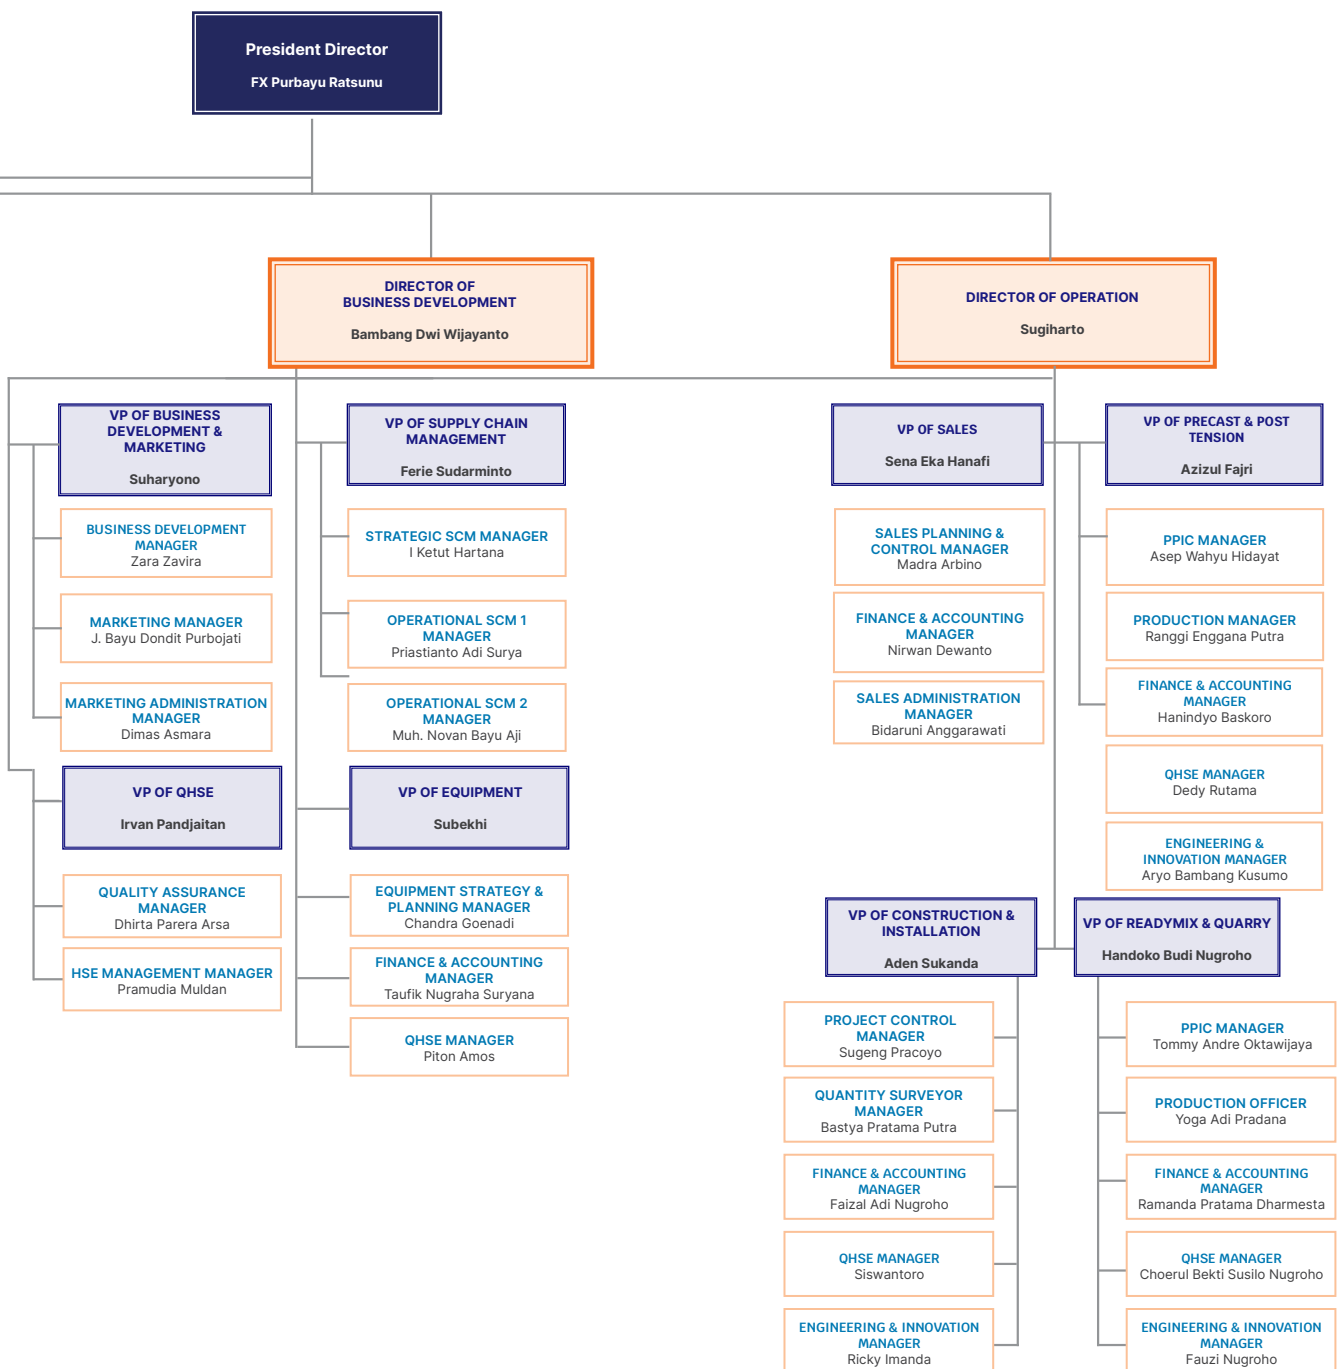 President Director
FX Purbayu Ratsunu
DIRECTOR OF
BUSINESS DEVELOPMENT
Bambang Dwi Wijayanto
DIRECTOR OF OPERATION
Sugiharto
VP OF BUSINESS
DEVELOPMENT &
MARKETING
Suharyono
BUSINESS DEVELOPMENT
MANAGER
Zara Zavira
MARKETING MANAGER
J. Bayu Dondit Purbojati
MARKETING ADMINISTRATION
MANAGER
Dimas Asmara
VP OF QHSE
Irvan Pandjaitan
QUALITY ASSURANCE
MANAGER
Dhirta Parera Arsa
HSE MANAGEMENT MANAGER
Pramudia Muldan
VP OF SUPPLY CHAIN
MANAGEMENT
Ferie Sudarminto
STRATEGIC SCM MANAGER
I Ketut Hartana
OPERATIONAL SCM 1
MANAGER
Priastianto Adi Surya
OPERATIONAL SCM 2
MANAGER
Muh. Novan Bayu Aji
VP OF EQUIPMENT
Subekhi
EQUIPMENT STRATEGY &
PLANNING MANAGER
Chandra Goenadi
FINANCE & ACCOUNTING
MANAGER
Taufik Nugraha Suryana
QHSE MANAGER
Piton Amos
VP OF SALES
Sena Eka Hanafi
SALES PLANNING &
CONTROL MANAGER
Madra Arbino
FINANCE & ACCOUNTING
MANAGER
Nirwan Dewanto
SALES ADMINISTRATION
MANAGER
Bidaruni Anggarawati
VP OF PRECAST & POST
TENSION
Azizul Fajri
PPIC MANAGER
Asep Wahyu Hidayat
PRODUCTION MANAGER
Ranggi Enggana Putra
FINANCE & ACCOUNTING
MANAGER
Hanindyo Baskoro
QHSE MANAGER
Dedy Rutama
ENGINEERING &
INNOVATION MANAGER
Aryo Bambang Kusumo
VP OF CONSTRUCTION &
INSTALLATION
Aden Sukanda
PROJECT CONTROL
MANAGER
Sugeng Pracoyo
QUANTITY SURVEYOR
MANAGER
Bastya Pratama Putra
FINANCE & ACCOUNTING
MANAGER
Faizal Adi Nugroho
QHSE MANAGER
Siswantoro
ENGINEERING & INNOVATION
MANAGER
Ricky Imanda
VP OF READYMIX & QUARRY
Handoko Budi Nugroho
PPIC MANAGER
Tommy Andre Oktawijaya
PRODUCTION OFFICER
Yoga Adi Pradana
FINANCE & ACCOUNTING
MANAGER
Ramanda Pratama Dharmesta
QHSE MANAGER
Choerul Bekti Susilo Nugroho
ENGINEERING & INNOVATION
MANAGER
Fauzi Nugroho